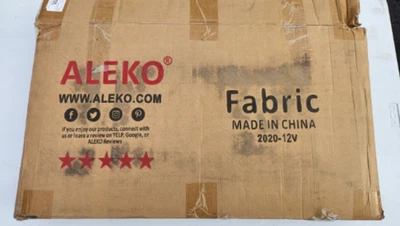 ALEKO®
WWW.ALEKO.COM
If you enjoy our products, connect with
us or leave a review on YELP, Google, or
ALEKO Reviews
Fabric
MADE IN CHINA
2020-12V